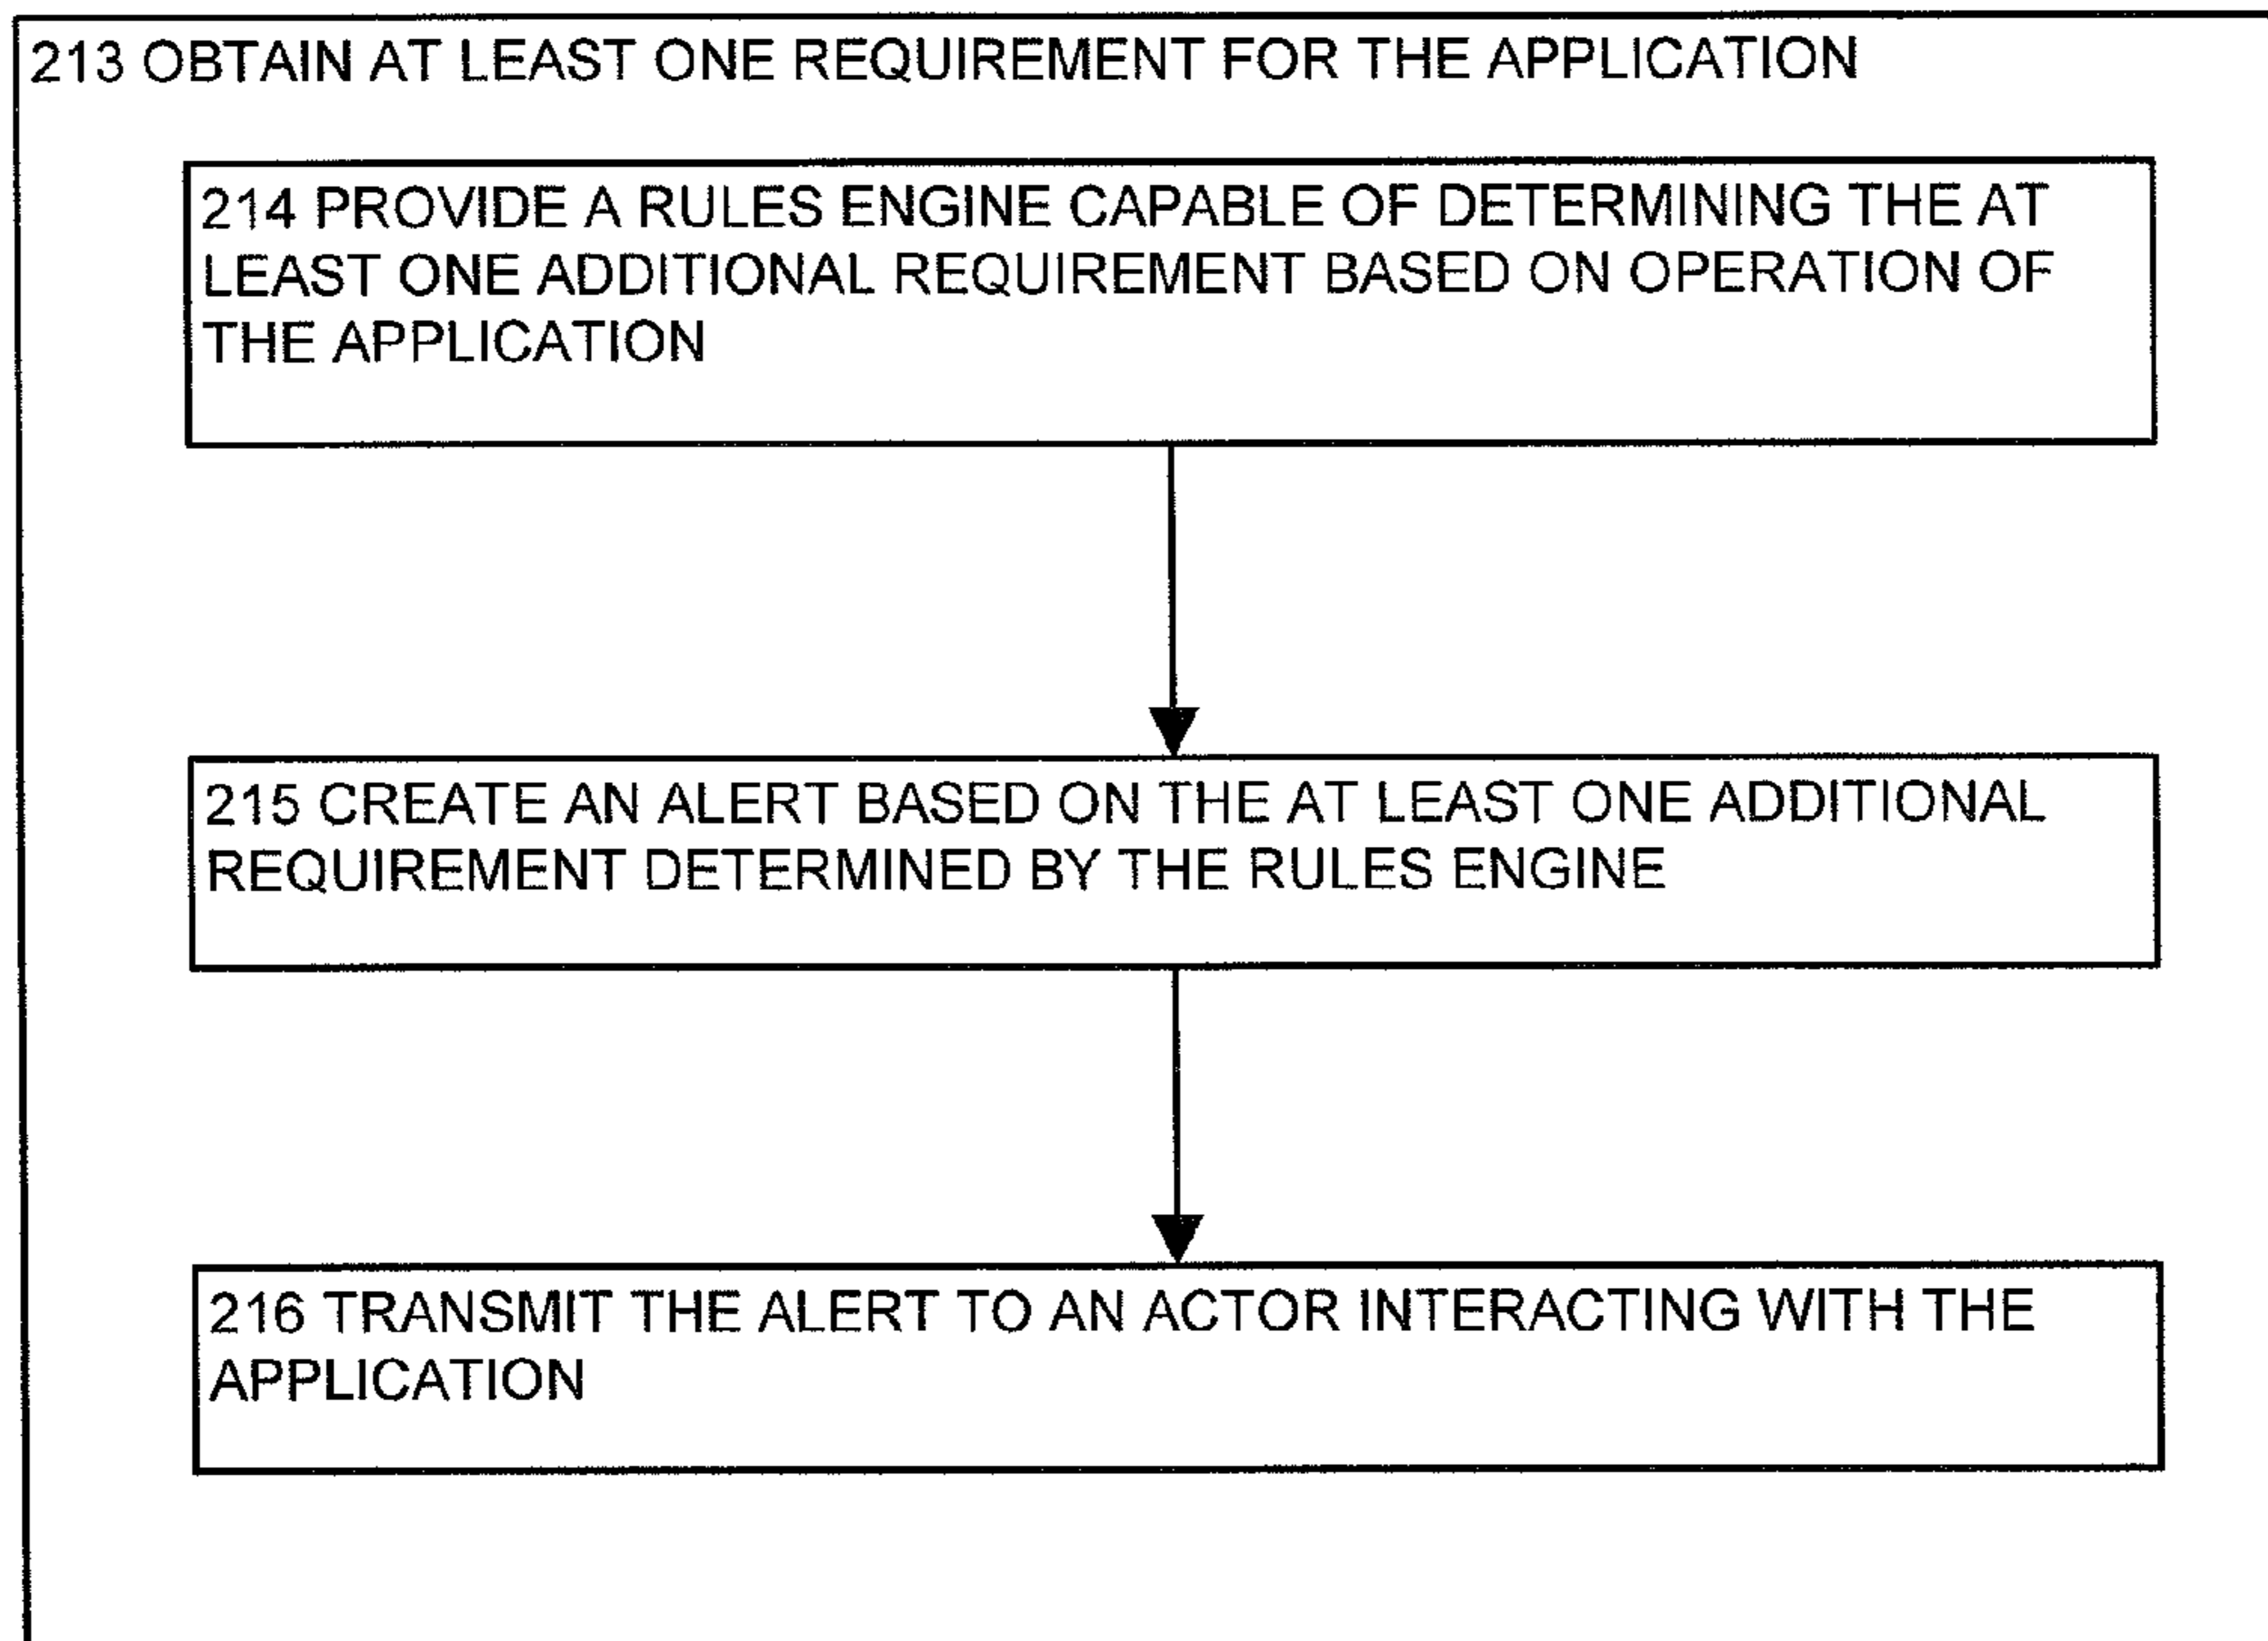 213 OBTAIN AT LEAST ONE REQUIREMENT FOR THE APPLICATION
214 PROVIDE A RULES ENGINE CAPABLE OF DETERMINING THE AT
LEAST ONE ADDITIONAL REQUIREMENT BASED ON OPERATION OF
THE APPLICATION
215 CREATE AN ALERT BASED ON THE AT LEAST ONE ADDITIONAL
REQUIREMENT DETERMINED BY THE RULES ENGINE
216 TRANSMIT THE ALERT TO AN ACTOR INTERACTING WITH THE
APPLICATION